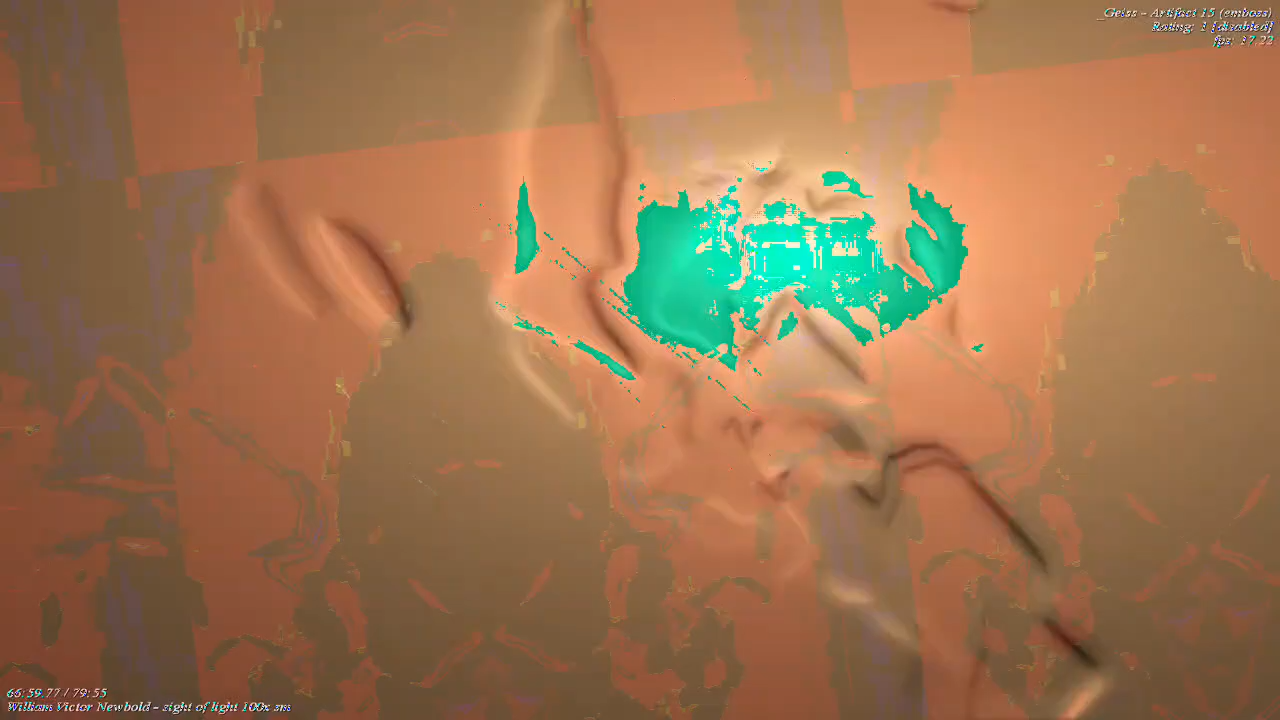 _Geiss - Artifact 15 (emboss)
Rating: 1 [disabled]
fps: 17.22
66:59.77 / 79:55
William Victor Newbold - sight of light 100x sm